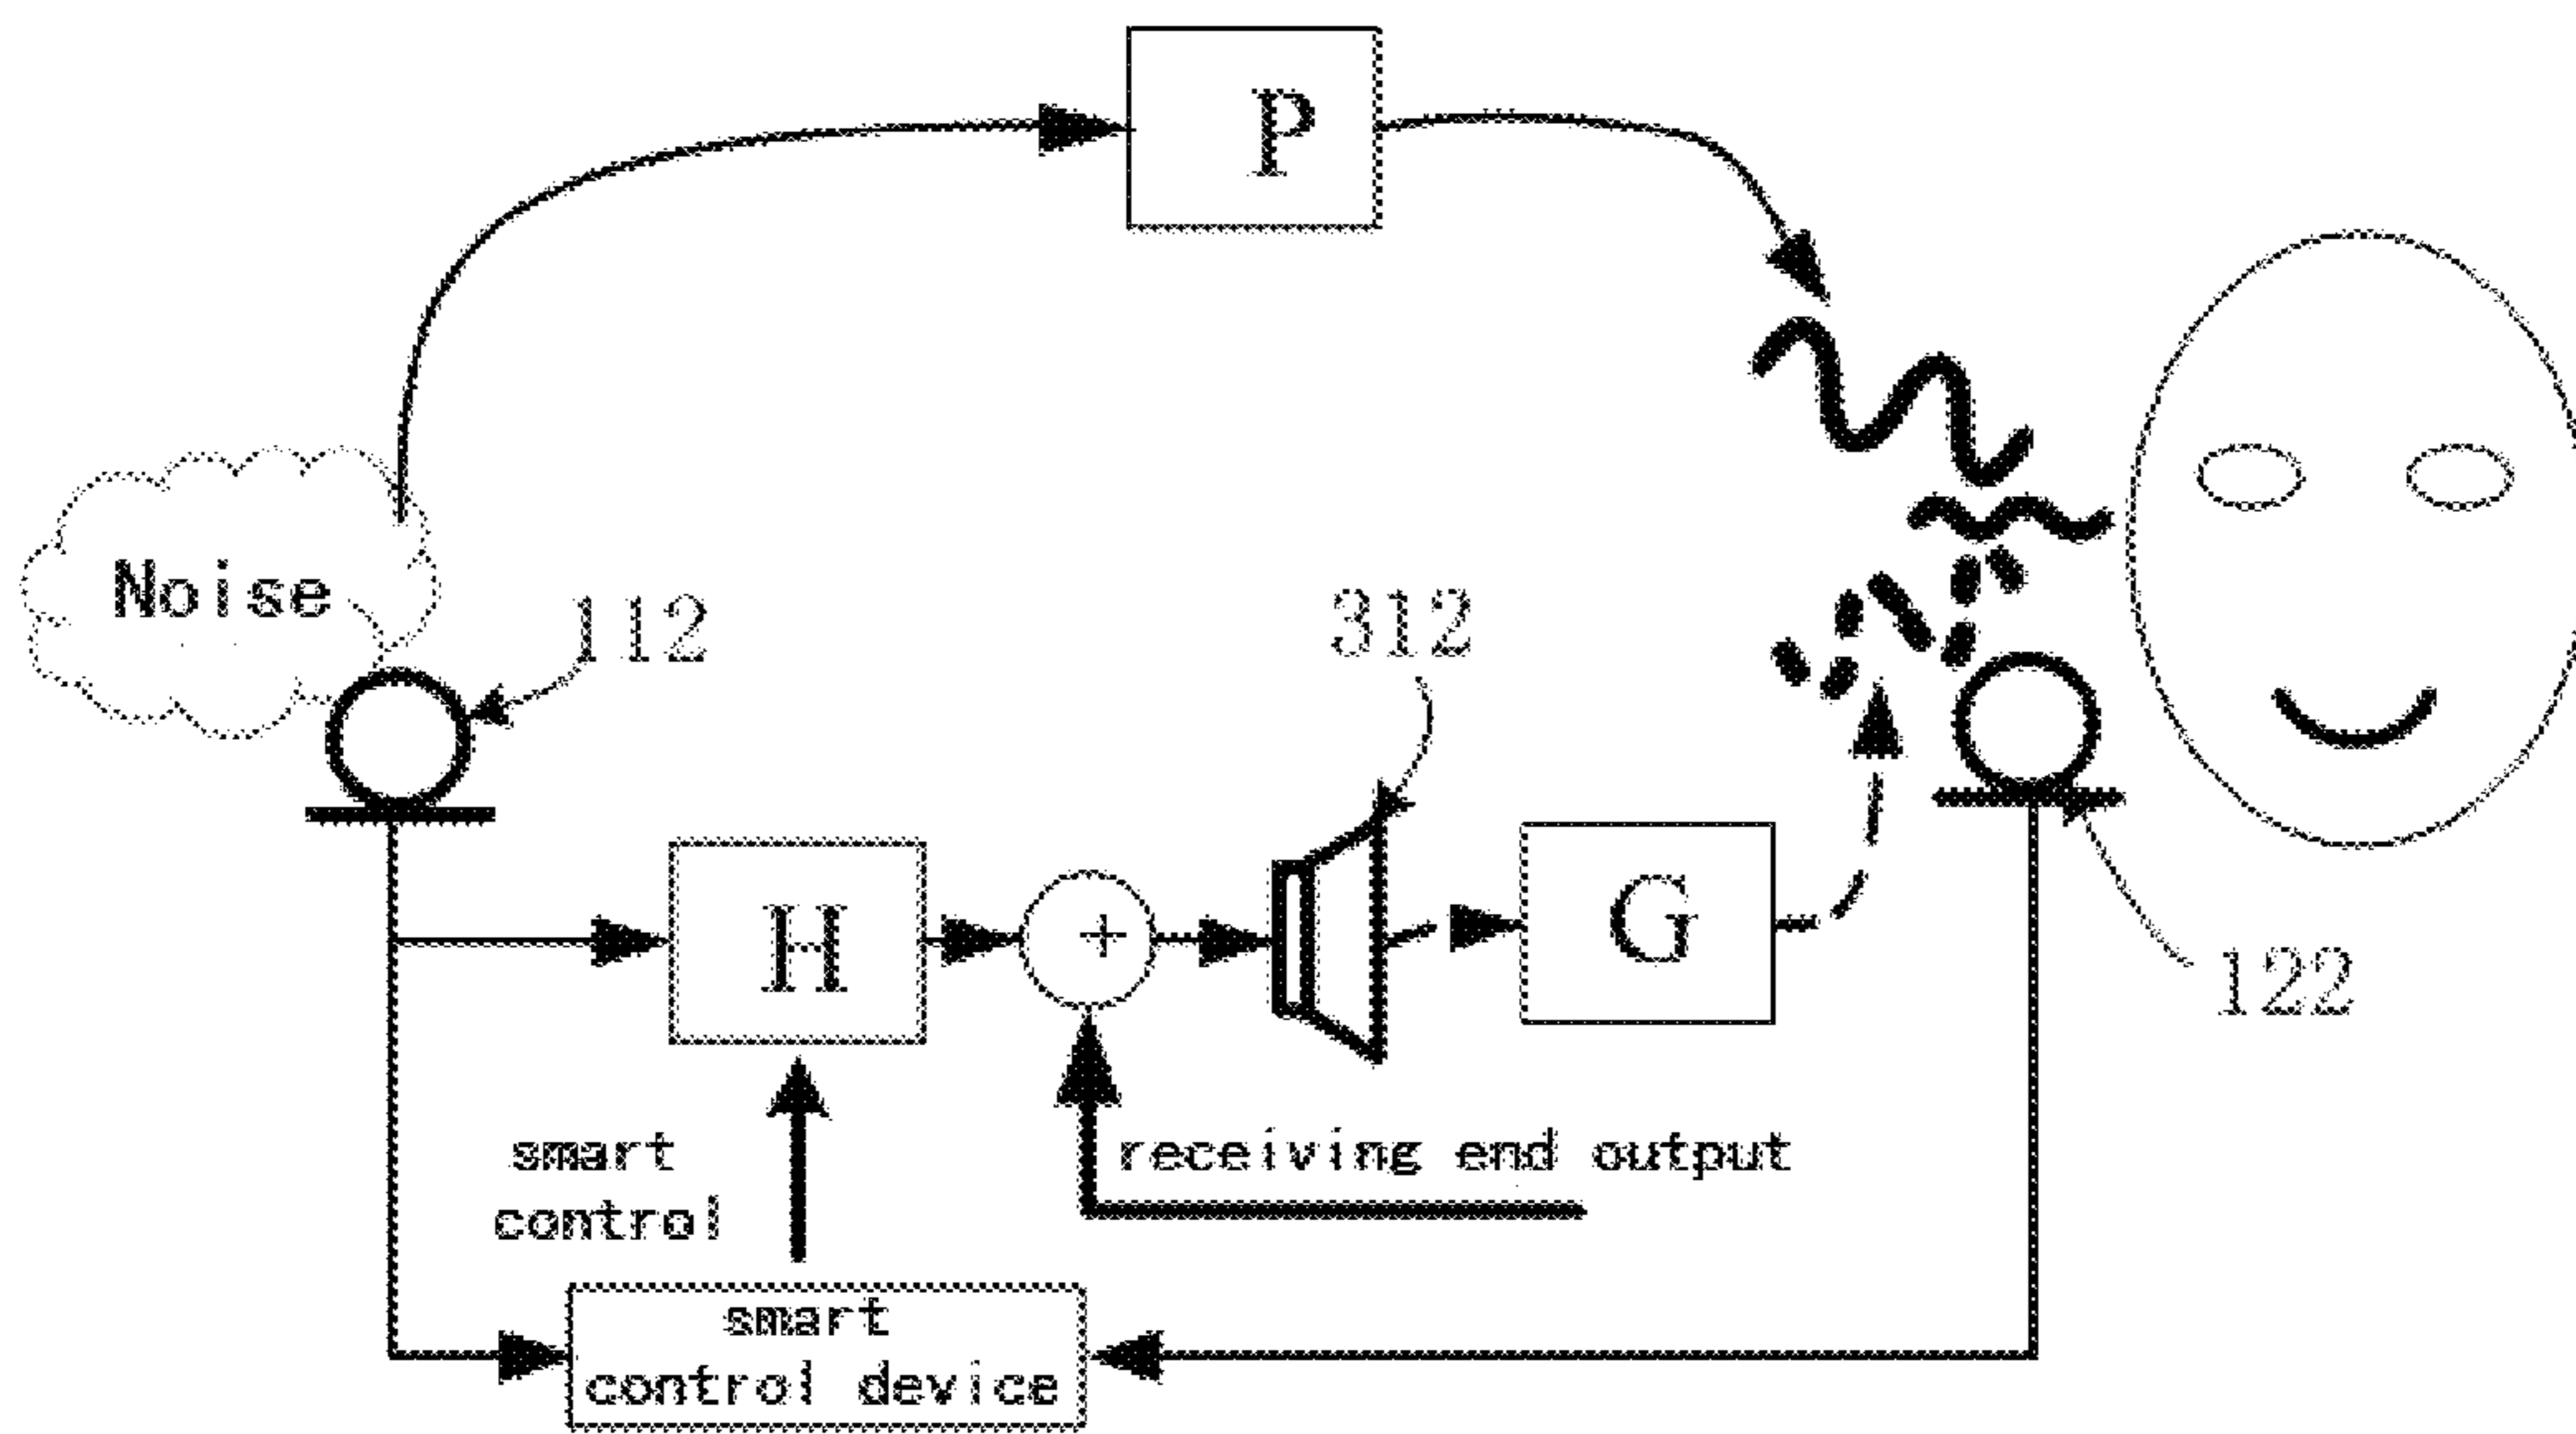 P
Noise
112
312
H
+
G
122
smart
control
receiving end output
smart
control device